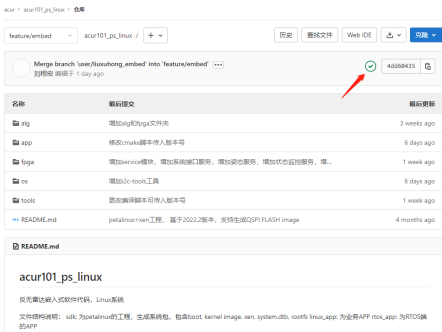 acur › acur101_ps_linux › 仓库
feature/embed
acur101_ps_linux / +
历史 查找文件 Web IDE 克隆
Merge branch 'user/liuxuhong_embed' into 'feature/embed' ···
编辑于 1 day ago
4dd60435
名称 最后提交 最后更新
alg 增加alg和fpga文件夹 3 weeks ago
app 修改cmake脚本传入版本号 6 days ago
fpga 增加service模块，增加系统接口服务，增加姿态服务，增加状态监控服务，增... 1 week ago
os 增加i2c-tools工具 6 days ago
tools 更改编译脚本可传入版本号 1 week ago
README.md petalinux+xen工程， 基于2022.2版本，支持生成QSPI FLASH image 4 months ago
README.md
acur101_ps_linux
反无雷达嵌入式软件代码，Linux系统
文件结构说明： sdk: 为petalinux的工程，生成系统包，包含boot, kernel image, xen, system.dtb, rootfs linux_app: 为业务APP rtos_app: 为RTOS端
的APP